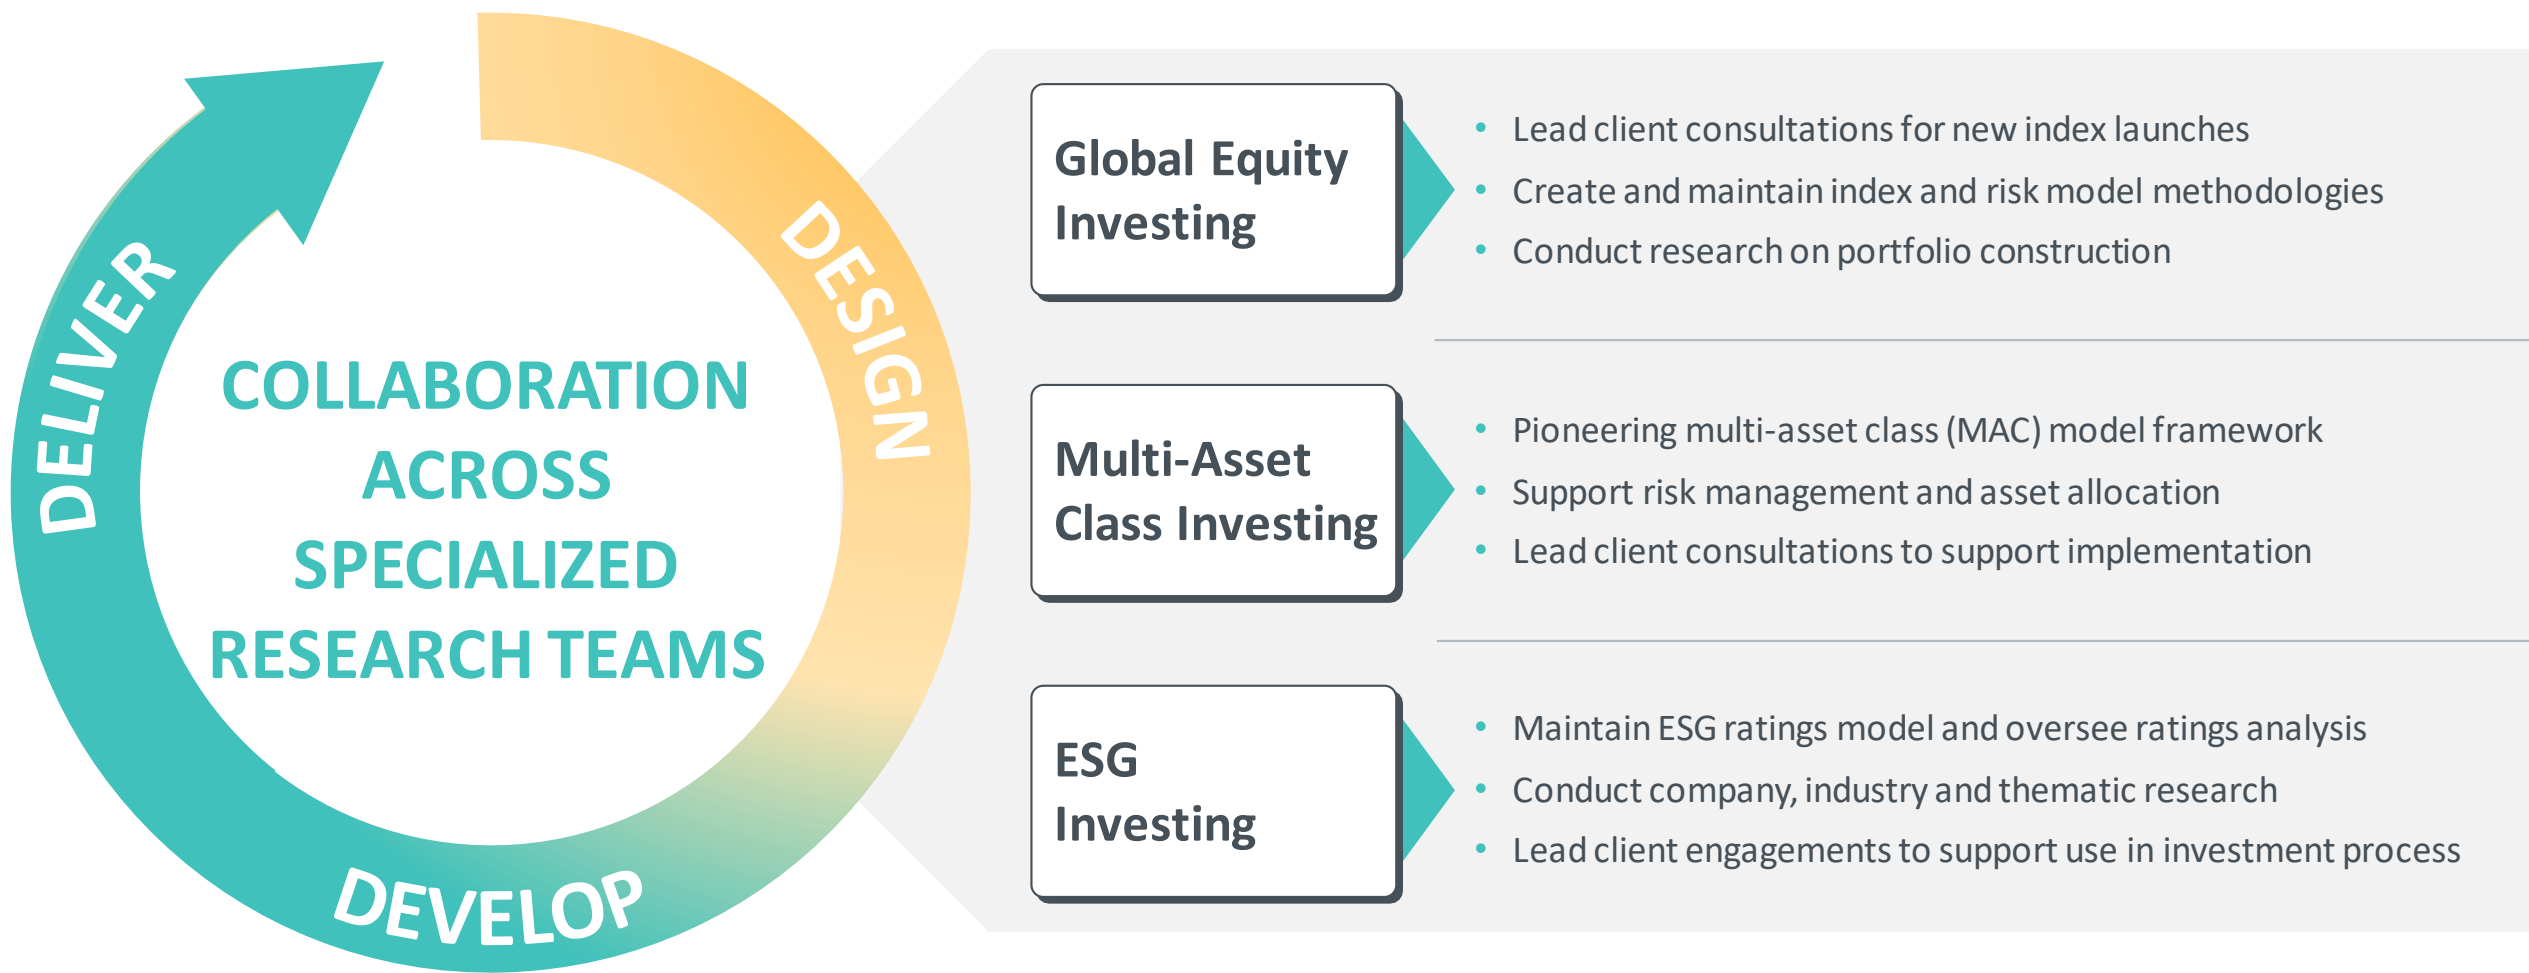 DESIGN
DEVELOP
DELIVER
COLLABORATION
ACROSS
SPECIALIZED
RESEARCH TEAMS
Global Equity
Investing
• Lead client consultations for new index launches
• Create and maintain index and risk model methodologies
• Conduct research on portfolio construction
Multi-Asset
Class Investing
• Pioneering multi-asset class (MAC) model framework
• Support risk management and asset allocation
• Lead client consultations to support implementation
ESG
Investing
• Maintain ESG ratings model and oversee ratings analysis
• Conduct company, industry and thematic research
• Lead client engagements to support use in investment process